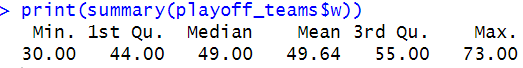 > print(summary(playoff_teams$w))
Min. 1st Qu. Median Mean 3rd Qu. Max.
30.00 44.00 49.00 49.64 55.00 73.00